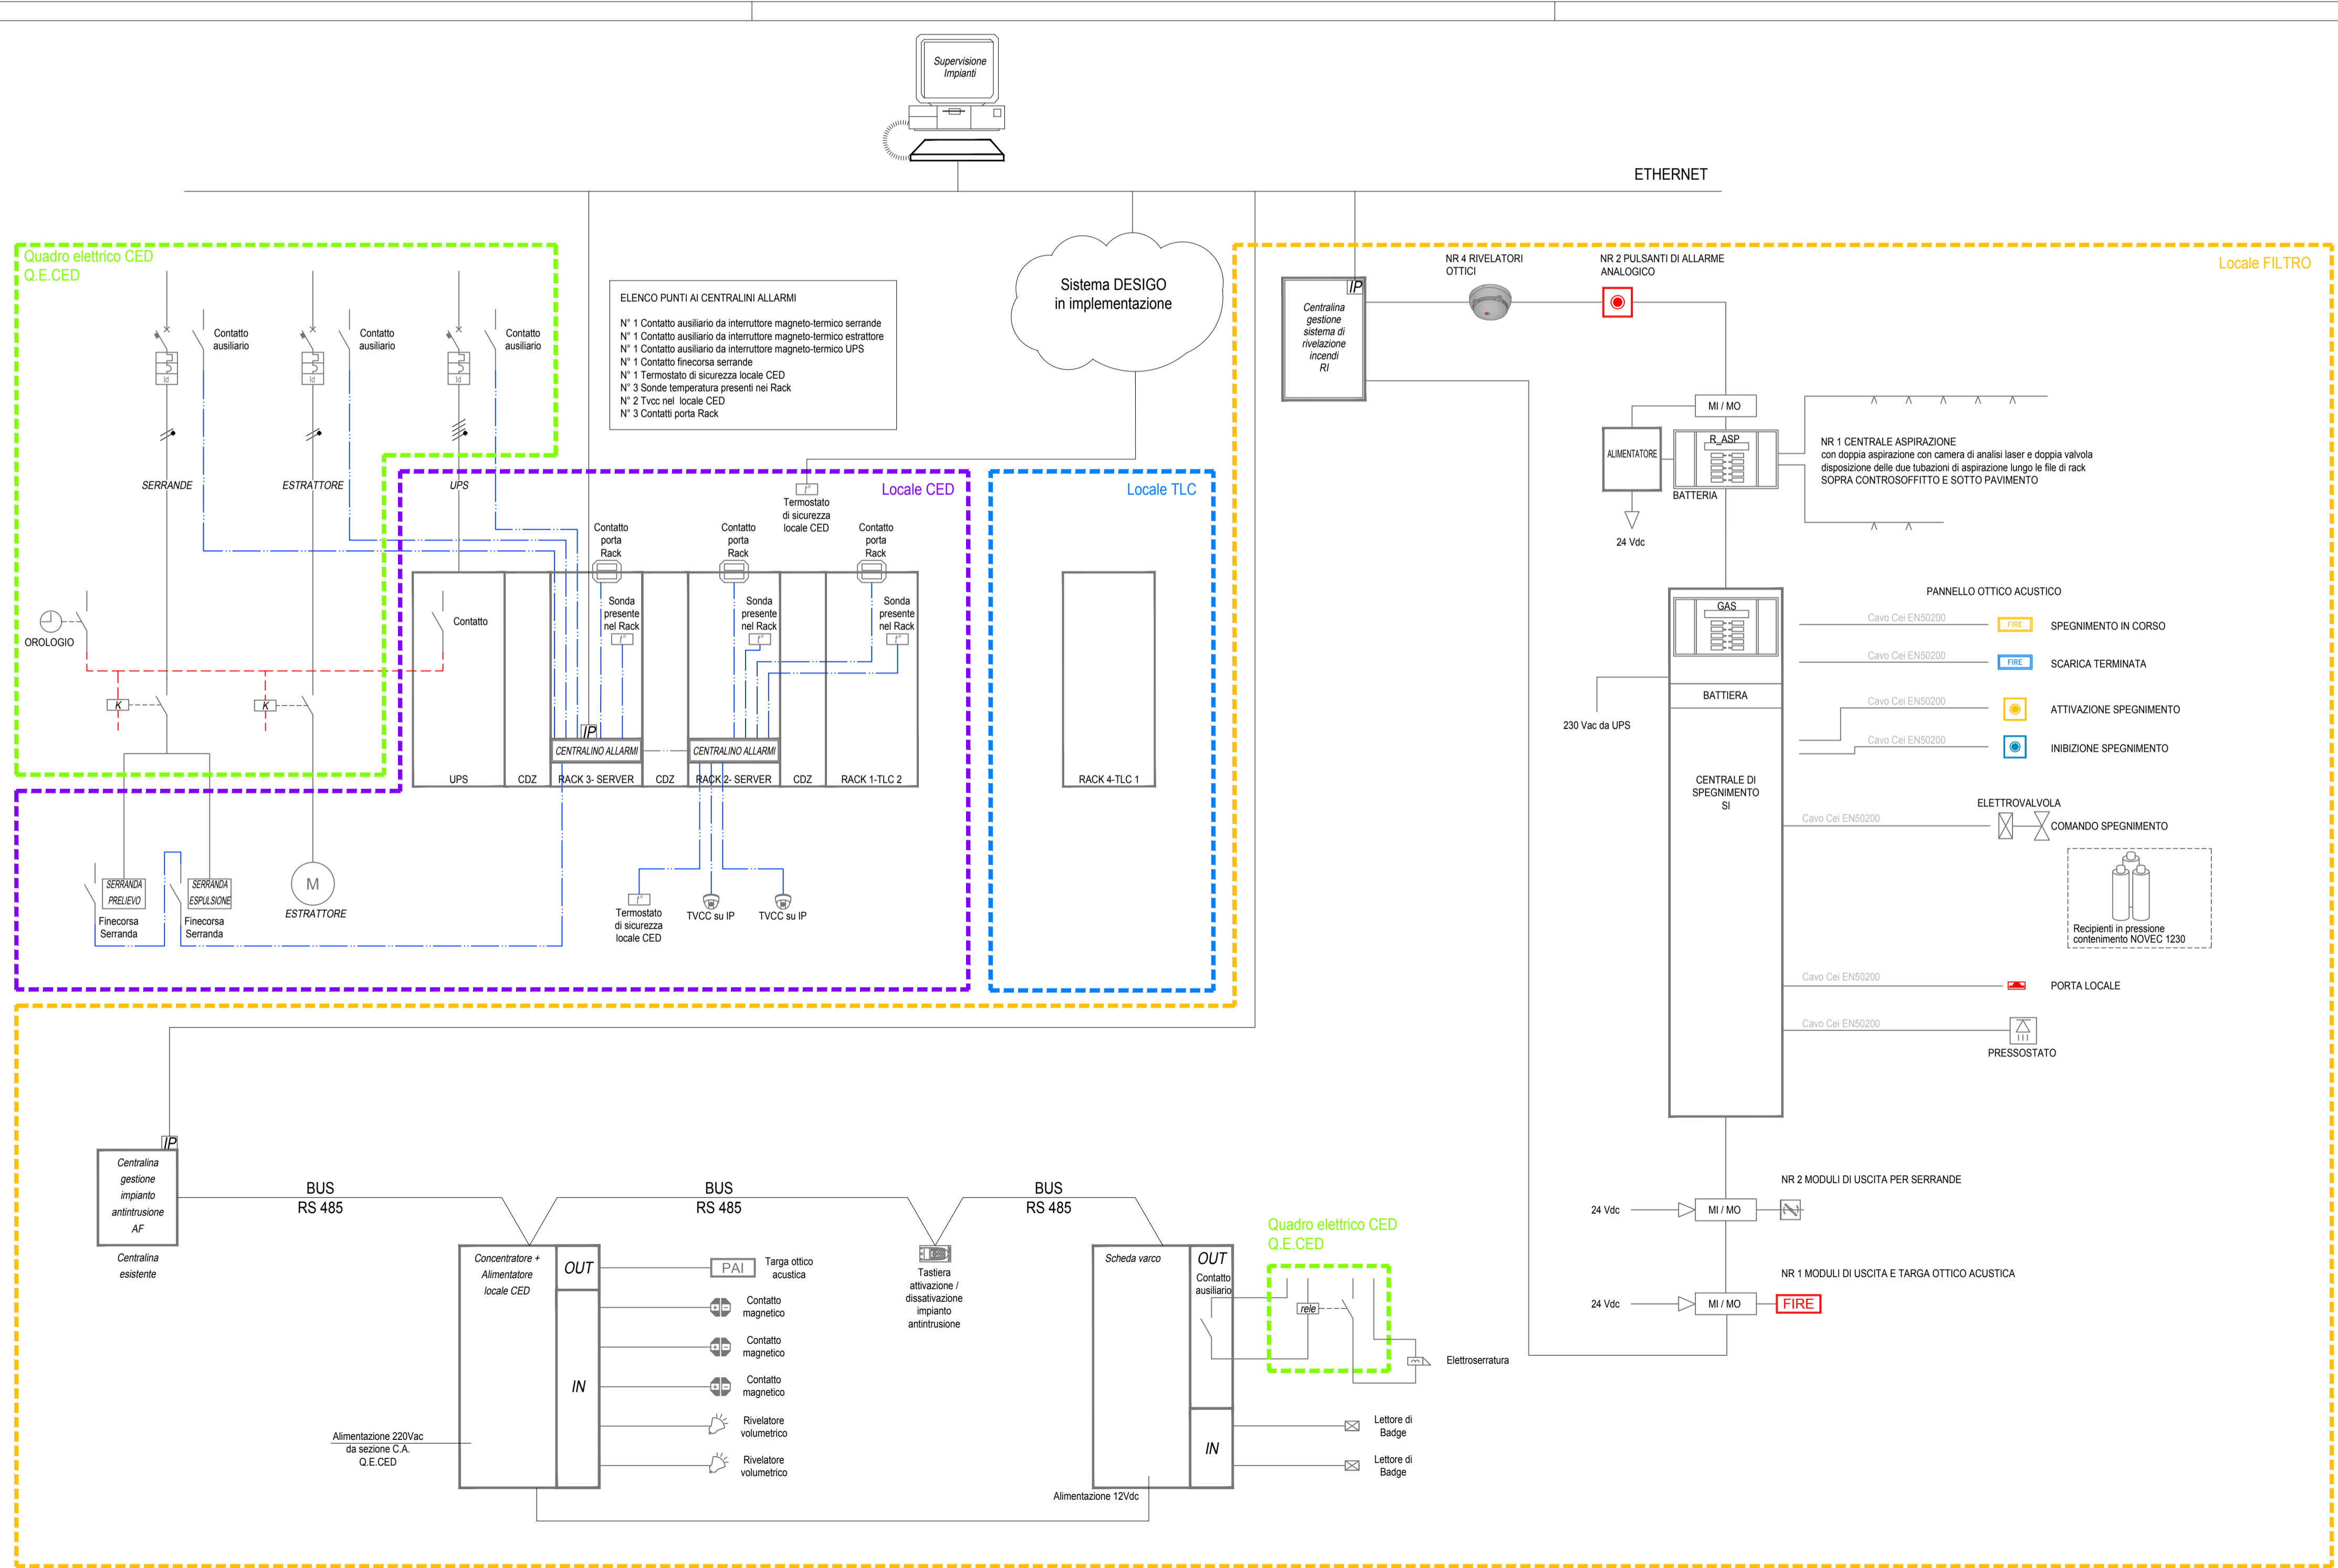 Supervisione
Impianti
ETHERNET
Quadro elettrico CED
Q.E.CED
Contatto
ausiliario
Contatto
ausiliario
Contatto
ausiliario
Id
Id
Id
SERRANDE
ESTRATTORE
UPS
ELENCO PUNTI AI CENTRALINI ALLARMI
N° 1 Contatto ausiliario da interruttore magneto-termico serrande
N° 1 Contatto ausiliario da interruttore magneto-termico estrattore
N° 1 Contatto ausiliario da interruttore magneto-termico UPS
N° 1 Contatto finecorsa serrande
N° 1 Termostato di sicurezza locale CED
N° 3 Sonde temperatura presenti nei Rack
N° 2 Tvcc nel locale CED
N° 3 Contatti porta Rack
Sistema DESIGO
in implementazione
Locale FILTRO
IP
Centralina
gestione
sistema di
rivelazione
incendi
RI
NR 4 RIVELATORI
OTTICI
NR 2 PULSANTI DI ALLARME
ANALOGICO
MI / MO
ALIMENTATORE
R_ASP
BATTERIA
24 Vdc
NR 1 CENTRALE ASPIRAZIONE
con doppia aspirazione con camera di analisi laser e doppia valvola
disposizione delle due tubazioni di aspirazione lungo le file di rack
SOPRA CONTROSOFFITTO E SOTTO PAVIMENTO
Locale CED
Locale TLC
t°
Termostato
di sicurezza
locale CED
Contatto
porta
Rack
Contatto
porta
Rack
Contatto
porta
Rack
Sonda
presente
nel Rack
t°
Sonda
presente
nel Rack
t°
Sonda
presente
nel Rack
t°
OROLOGIO
Contatto
K
K
IP
CENTRALINO ALLARMI
CENTRALINO ALLARMI
UPS
CDZ
RACK 3- SERVER
CDZ
RACK 2- SERVER
CDZ
RACK 1-TLC 2
RACK 4-TLC 1
GAS
BATTIERA
230 Vac da UPS
CENTRALE DI
SPEGNIMENTO
SI
PANNELLO OTTICO ACUSTICO
Cavo Cei EN50200
FIRE
SPEGNIMENTO IN CORSO
Cavo Cei EN50200
FIRE
SCARICA TERMINATA
Cavo Cei EN50200
ATTIVAZIONE SPEGNIMENTO
Cavo Cei EN50200
INIBIZIONE SPEGNIMENTO
ELETTROVALVOLA
Cavo Cei EN50200
COMANDO SPEGNIMENTO
Recipienti in pressione
contenimento NOVEC 1230
Cavo Cei EN50200
PORTA LOCALE
Cavo Cei EN50200
PRESSOSTATO
SERRANDA
PRELIEVO
Finecorsa
Serranda
SERRANDA
ESPULSIONE
Finecorsa
Serranda
M
ESTRATTORE
t°
Termostato
di sicurezza
locale CED
TVCC su IP
TVCC su IP
IP
Centralina
gestione
impianto
antintrusione
AF
Centralina
esistente
BUS
RS 485
BUS
RS 485
BUS
RS 485
Concentratore +
Alimentatore
locale CED
OUT
IN
PAI
Targa ottico
acustica
Contatto
magnetico
Contatto
magnetico
Contatto
magnetico
Rivelatore
volumetrico
Rivelatore
volumetrico
Alimentazione 220Vac
da sezione C.A.
Q.E.CED
Tastiera
attivazione /
dissativazione
impianto
antintrusione
Scheda varco
OUT
Contatto
ausiliario
IN
Alimentazione 12Vdc
Quadro elettrico CED
Q.E.CED
rele
Elettroserratura
Lettore di
Badge
Lettore di
Badge
NR 2 MODULI DI USCITA PER SERRANDE
24 Vdc
MI / MO
NR 1 MODULI DI USCITA E TARGA OTTICO ACUSTICA
24 Vdc
MI / MO
FIRE